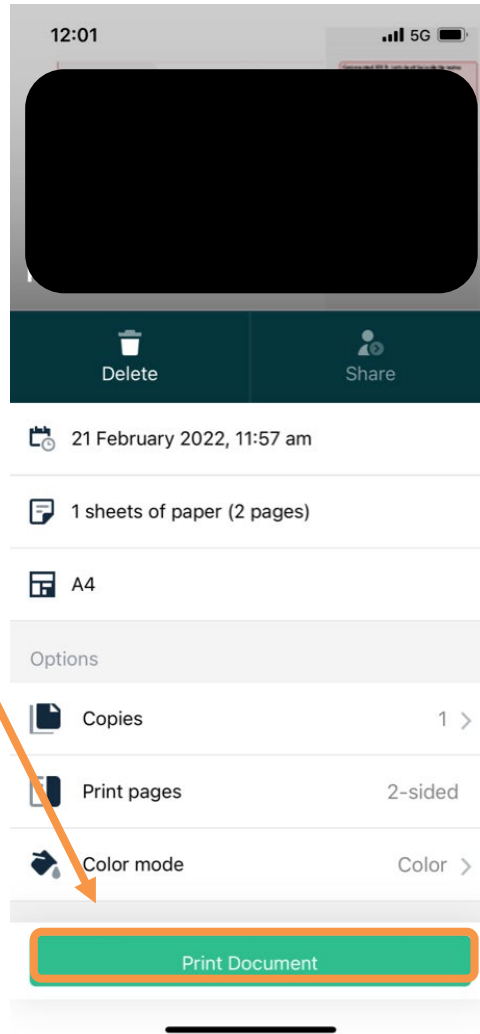 12:01
5G
Delete
Share
21 February 2022, 11:57 am
1 sheets of paper (2 pages)
A4
Options
Copies 1
Print pages 2-sided
Color mode Color
Print Document